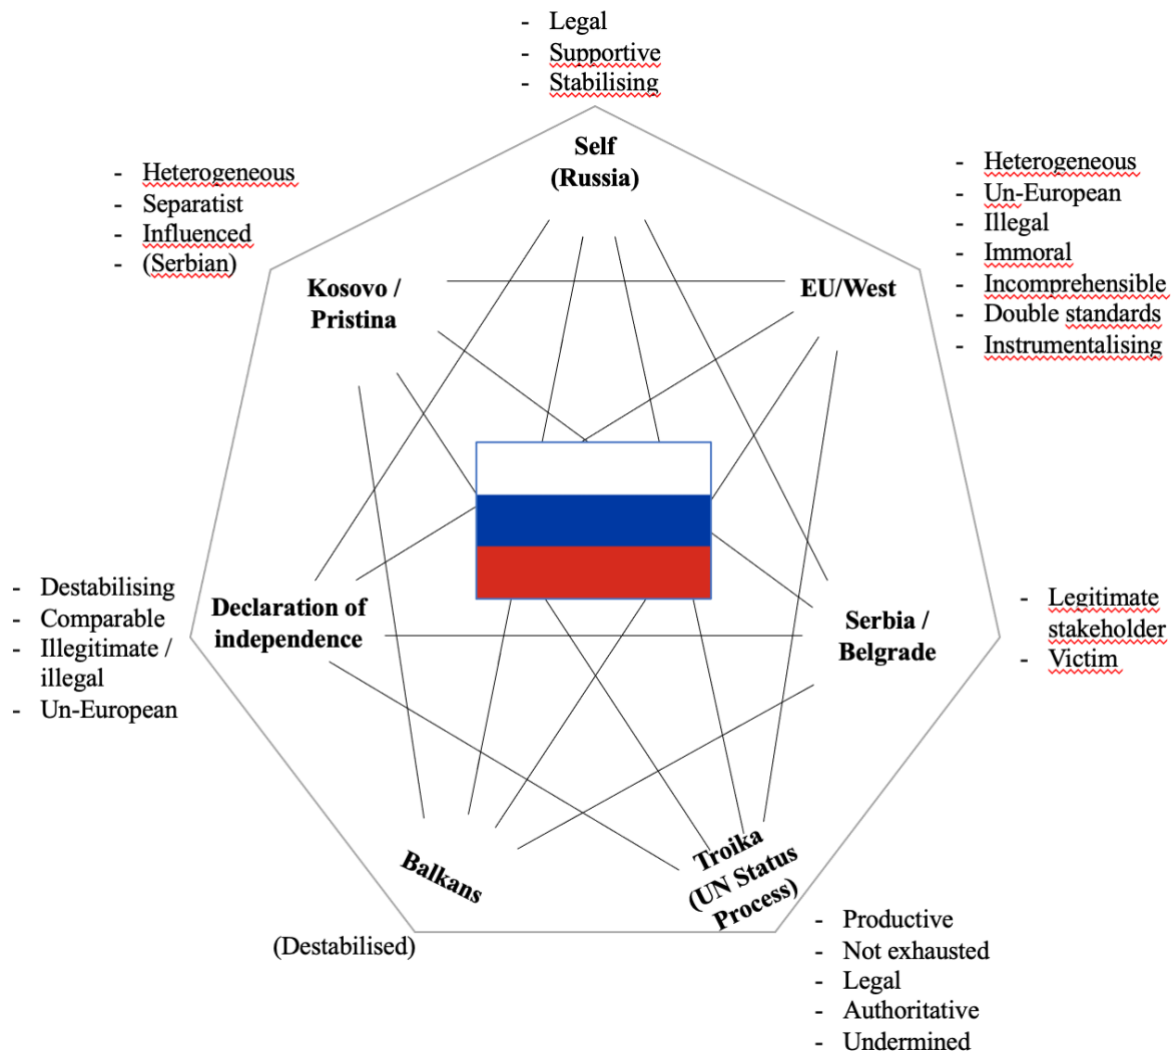 - Legal
- Supportive
- Stabilising
Self
(Russia)
- Heterogeneous
- Separatist
- Influenced
- (Serbian)
Kosovo /
Pristina
EU/West
- Heterogeneous
- Un-European
- Illegal
- Immoral
- Incomprehensible
- Double standards
- Instrumentalising
- Destabilising
- Comparable
- Illegitimate /
illegal
- Un-European
Declaration of
independence
Serbia /
Belgrade
- Legitimate
stakeholder
- Victim
Balkans
(Destabilised)
Troika
(UN Status
Process)
- Productive
- Not exhausted
- Legal
- Authoritative
- Undermined